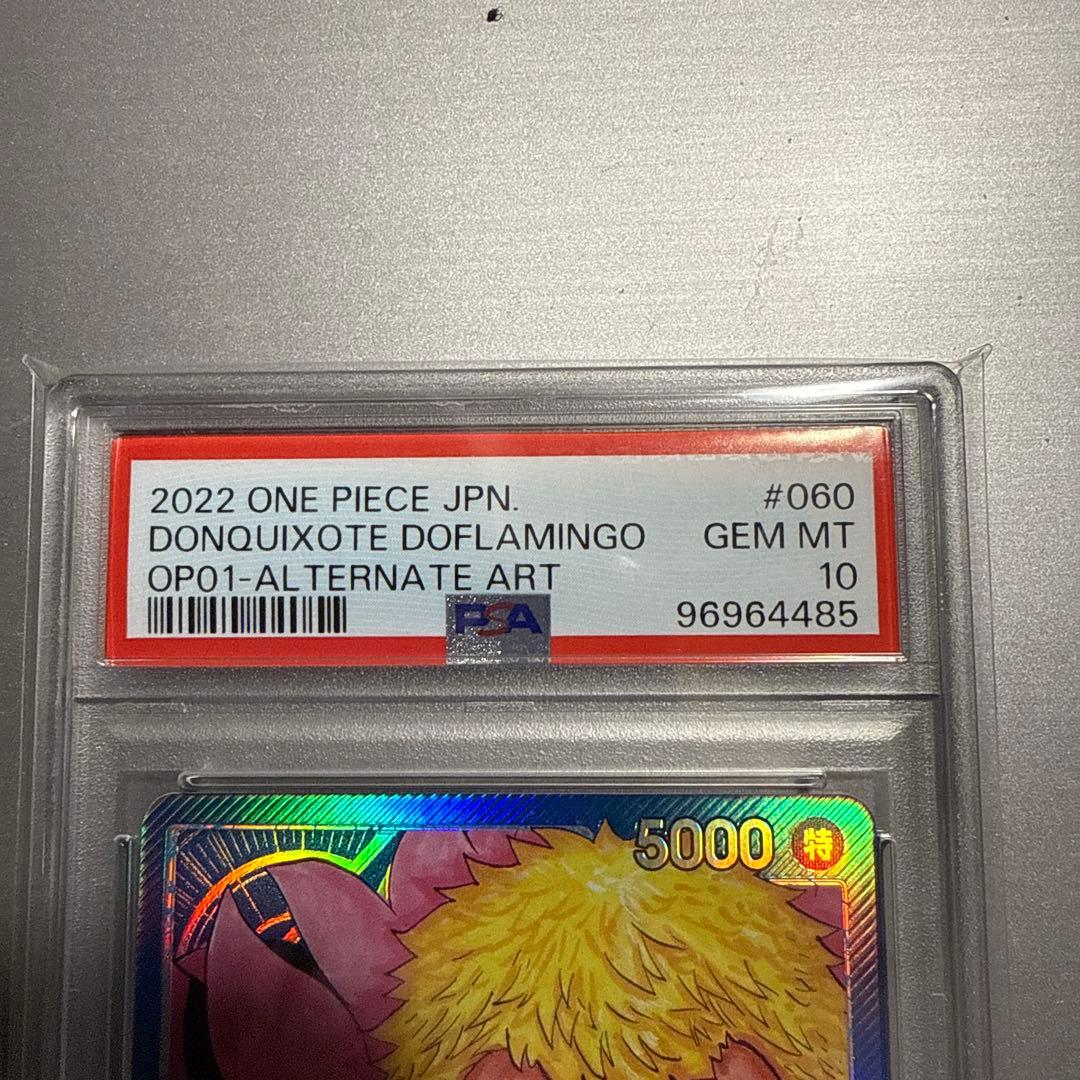 2022 ONE PIECE JPN. #060
DONQUIXOTE DOFLAMINGO GEM MT
OP01-ALTERNATE ART 10
PSA 96964485
5000 特